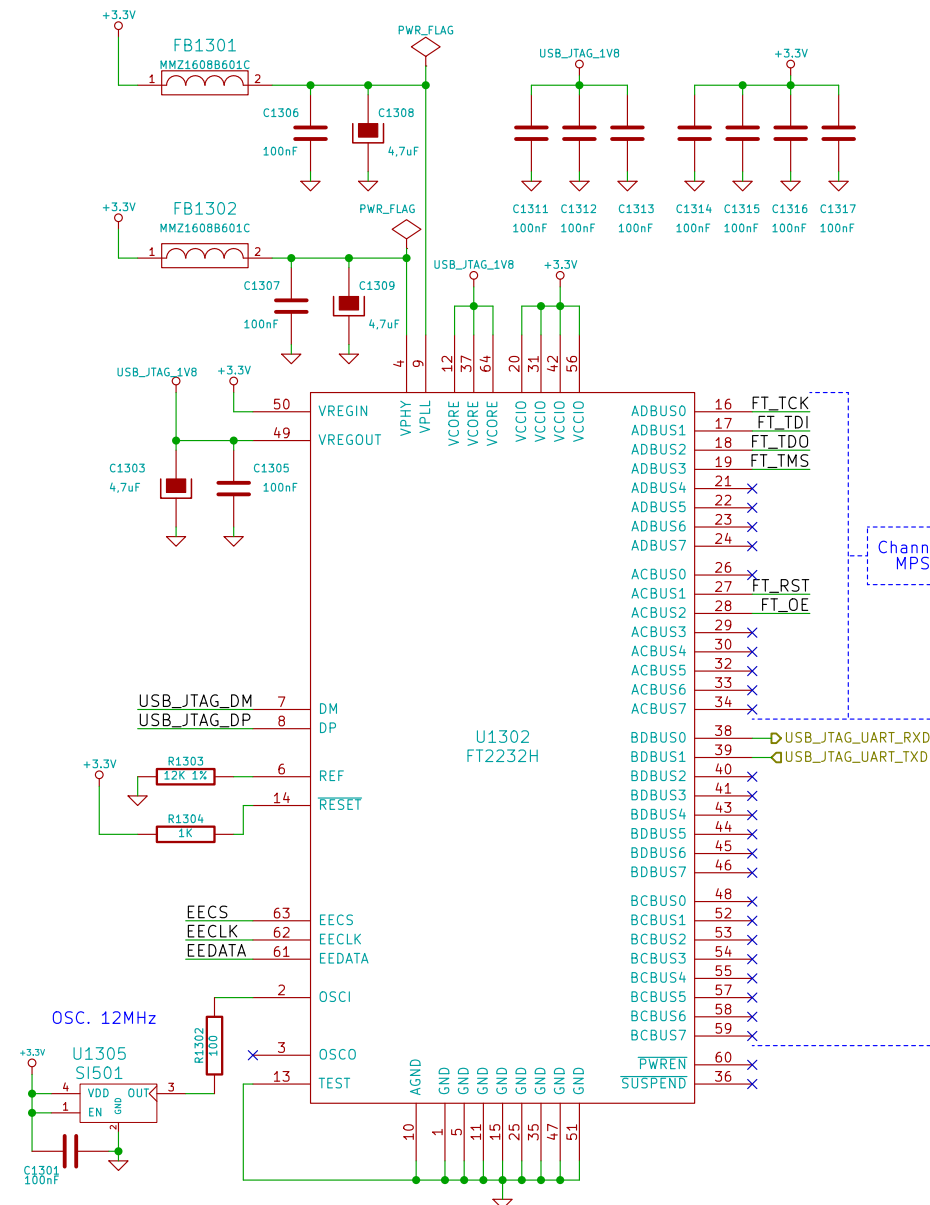 +3.3V
FB1301
MMZ1608B601C
1 2
PWR_FLAG
C1306
100nF
C1308
4,7uF
USB_JTAG_1V8
+3.3V
C1311 C1312 C1313 C1314 C1315 C1316 C1317
100nF 100nF 100nF 100nF 100nF 100nF 100nF
+3.3V
FB1302
MMZ1608B601C
1 2
PWR_FLAG
C1307
100nF
C1309
4,7uF
USB_JTAG_1V8
+3.3V
4 9 12 37 64 20 31 42 56
VPHY VPLL VCORE VCORE VCORE VCCIO VCCIO VCCIO VCCIO
USB_JTAG_1V8
+3.3V
50 VREGIN
49 VREGOUT
C1303
4,7uF
C1305
100nF
USB_JTAG_DM 7 DM
USB_JTAG_DP 8 DP
+3.3V
R1303
12K 1%
6 REF
14 RESET
R1304
1K
EECS 63 EECS
EECLK 62 EECLK
EEDATA 61 EEDATA
2 OSCI
R1302
100
3 OSCO
13 TEST
OSC. 12MHz
+3.3V
U1305
SI501
4 VDD OUT 3
1 EN
GND
2
C1301
100nF
U1302
FT2232H
AGND GND GND GND GND GND GND GND GND
10 1 5 11 15 25 35 47 51
ADBUS0 16 FT_TCK
ADBUS1 17 FT_TDI
ADBUS2 18 FT_TDO
ADBUS3 19 FT_TMS
ADBUS4 21
ADBUS5 22
ADBUS6 23
ADBUS7 24
ACBUS0 26
ACBUS1 27 FT_RST
ACBUS2 28 FT_OE
ACBUS3 29
ACBUS4 30
ACBUS5 32
ACBUS6 33
ACBUS7 34
Chann
MPS
BDBUS0 38 USB_JTAG_UART_RXD
BDBUS1 39 USB_JTAG_UART_TXD
BDBUS2 40
BDBUS3 41
BDBUS4 43
BDBUS5 44
BDBUS6 45
BDBUS7 46
BCBUS0 48
BCBUS1 52
BCBUS2 53
BCBUS3 54
BCBUS4 55
BCBUS5 57
BCBUS6 58
BCBUS7 59
PWREN 60
SUSPEND 36